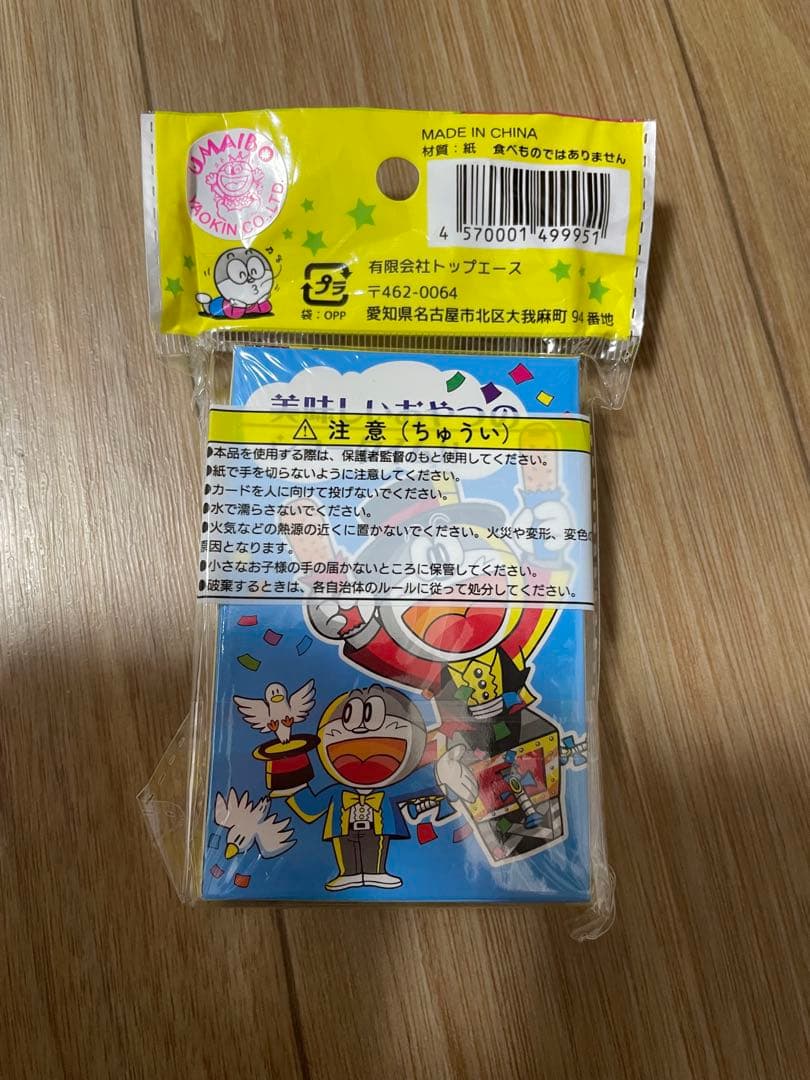 UMAIBO
YAOKIN CO.,LTD.
MADE IN CHINA
材質：紙　食べものではありません
4 570001 499951
プラ
袋：OPP
有限会社トップエース
〒462-0064
愛知県名古屋市北区大我麻町 94番地
美味しいおやつの
⚠ 注 意（ちゅうい）
●本品を使用する際は、保護者監督のもと使用してください。
●紙で手を切らないように注意してください。
●カードを人に向けて投げないでください。
●水で濡らさないでください。
●火気などの熱源の近くに置かないでください。火災や変形、変色の
原因となります。
●小さなお子様の手の届かないところに保管してください。
●破棄するときは、各自治体のルールに従って処分してください。